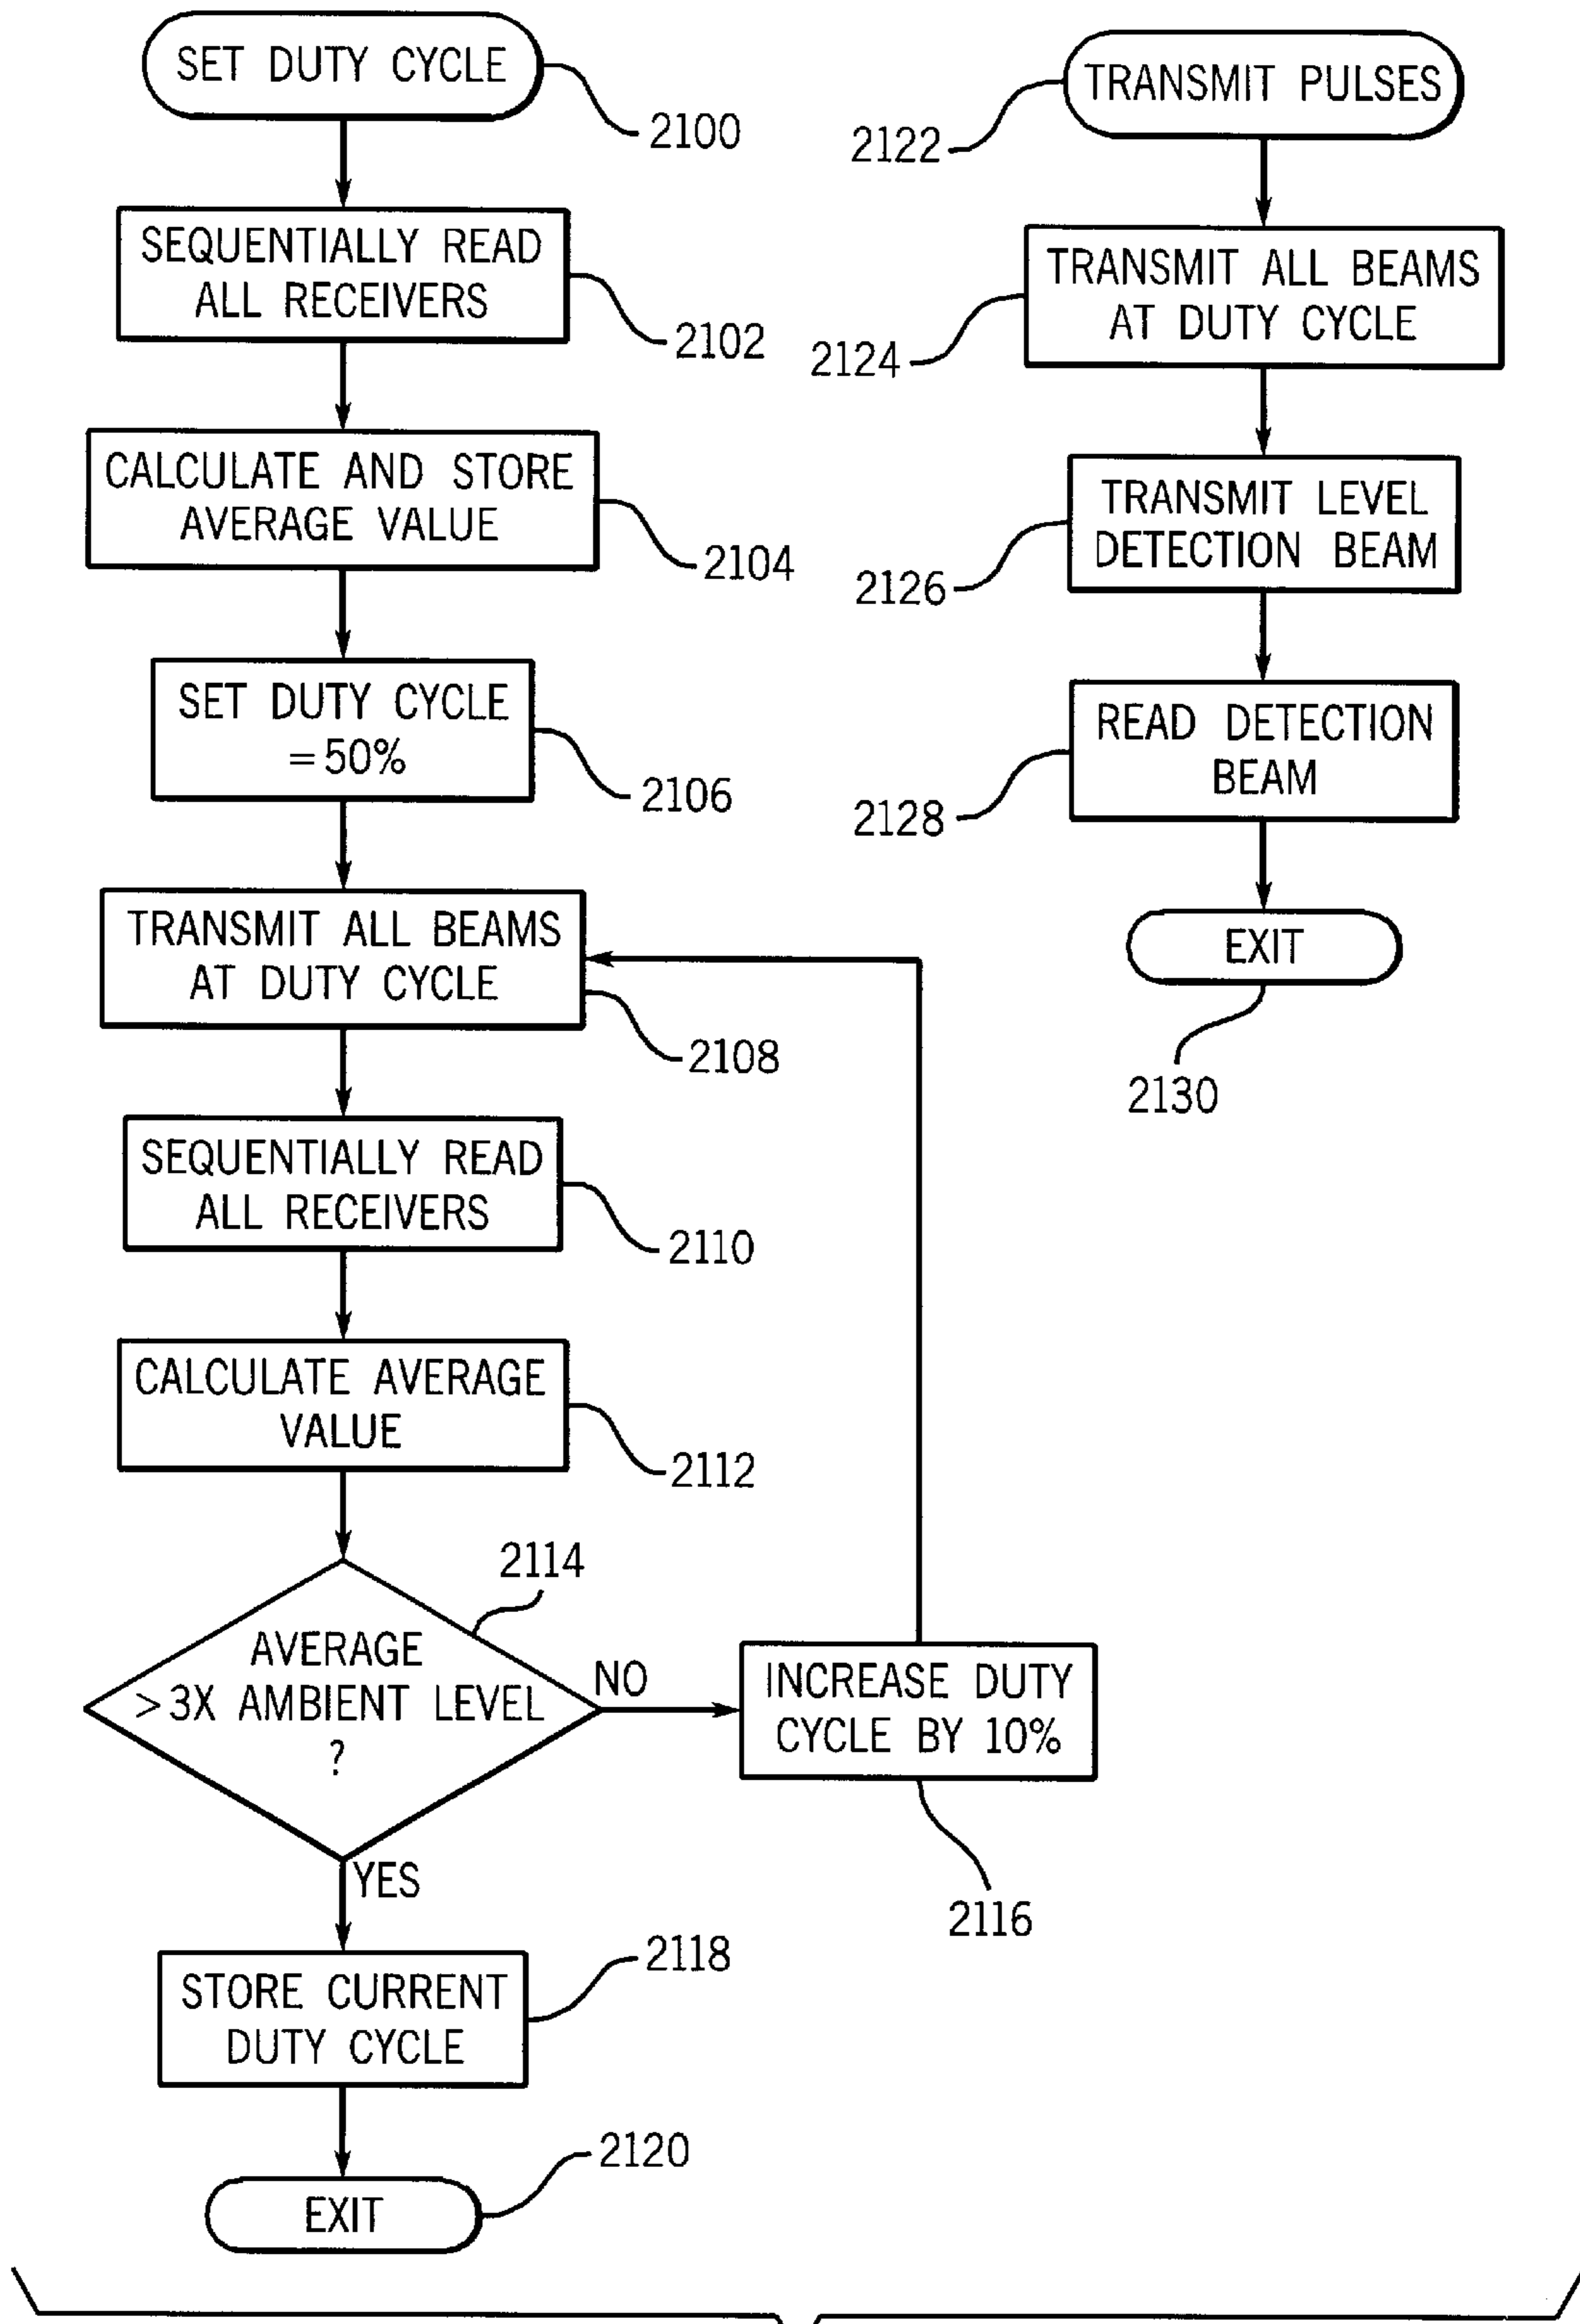 SET DUTY CYCLE
2100
SEQUENTIALLY READ
ALL RECEIVERS
2102
CALCULATE AND STORE
AVERAGE VALUE
2104
SET DUTY CYCLE
=50%
2106
TRANSMIT ALL BEAMS
AT DUTY CYCLE
2108
SEQUENTIALLY READ
ALL RECEIVERS
2110
CALCULATE AVERAGE
VALUE
2112
2114
AVERAGE
>3X AMBIENT LEVEL
?
NO
INCREASE DUTY
CYCLE BY 10%
2116
YES
2118
STORE CURRENT
DUTY CYCLE
2120
EXIT
TRANSMIT PULSES
2122
TRANSMIT ALL BEAMS
AT DUTY CYCLE
2124
TRANSMIT LEVEL
DETECTION BEAM
2126
READ DETECTION
BEAM
2128
EXIT
2130